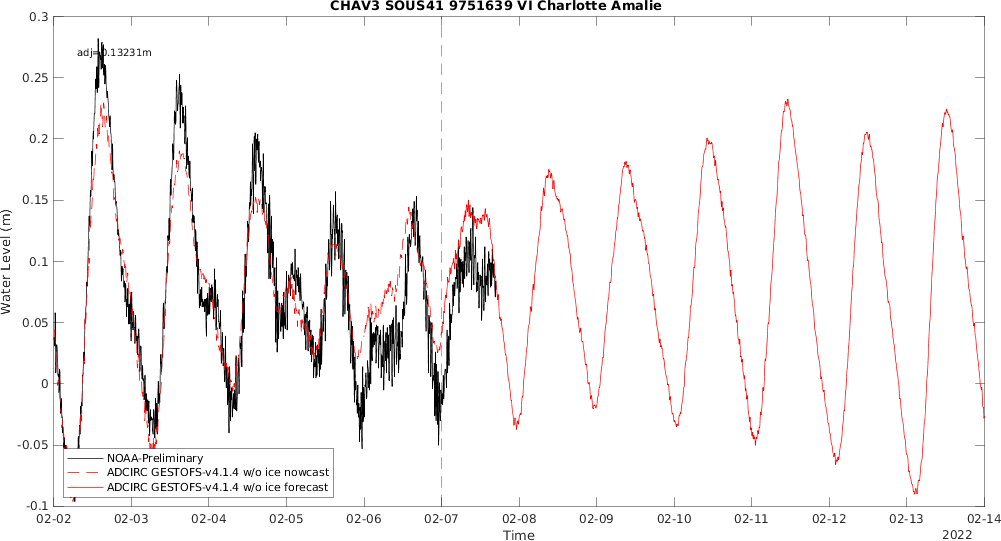 CHAV3 SOUS41 9751639 VI Charlotte Amalie
0.3
0.25
0.2
0.15
0.1
0.05
0
-0.05
-0.1
Water Level (m)
adj=0.13231m
NOAA-Preliminary
ADCIRC GESTOFS-v4.1.4 w/o ice nowcast
ADCIRC GESTOFS-v4.1.4 w/o ice forecast
02-02 02-03 02-04 02-05 02-06 02-07 02-08 02-09 02-10 02-11 02-12 02-13 02-14
Time
2022